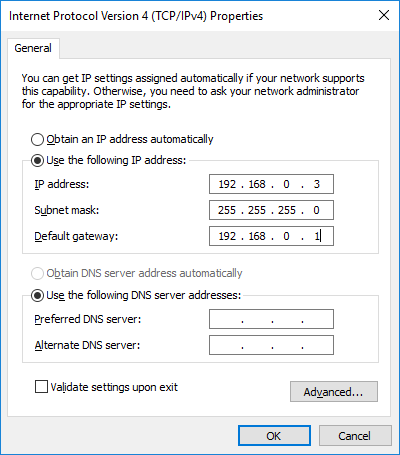 Internet Protocol Version 4 (TCP/IPv4) Properties
General
You can get IP settings assigned automatically if your network supports
this capability. Otherwise, you need to ask your network administrator
for the appropriate IP settings.
Obtain an IP address automatically
Use the following IP address:
IP address: 192 . 168 . 0 . 3
Subnet mask: 255 . 255 . 255 . 0
Default gateway: 192 . 168 . 0 . 1
Obtain DNS server address automatically
Use the following DNS server addresses:
Preferred DNS server: . . .
Alternate DNS server: . . .
Validate settings upon exit
Advanced...
OK Cancel